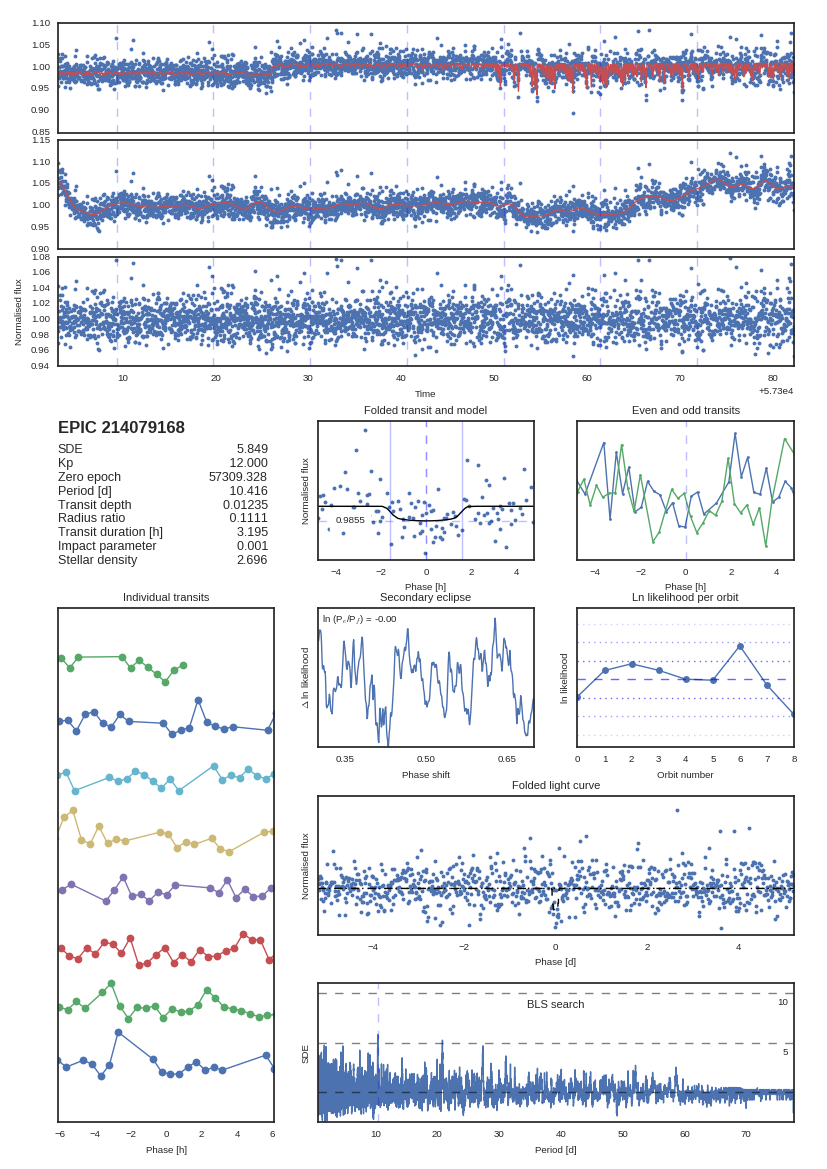 1.10
1.05
1.00
0.95
0.90
0.85
1.15
1.10
1.05
1.00
0.95
0.90
1.08
1.06
1.04
1.02
1.00
0.98
0.96
0.94
Normalised flux
10 20 30 40 50 60 70 80
Time
+5.73e4
EPIC 214079168
SDE 5.849
Kp 12.000
Zero epoch 57309.328
Period [d] 10.416
Transit depth 0.01235
Radius ratio 0.1111
Transit duration [h] 3.195
Impact parameter 0.001
Stellar density 2.696
Folded transit and model
Normalised flux
0.9855
−4 −2 0 2 4
Phase [h]
Even and odd transits
−4 −2 0 2 4
Phase [h]
Individual transits
−6 −4 −2 0 2 4 6
Phase [h]
Secondary eclipse
ln (Pₑ/P𝑓) = -0.00
Δ ln likelihood
0.35 0.50 0.65
Phase shift
Ln likelihood per orbit
ln likelihood
0 1 2 3 4 5 6 7 8
Orbit number
Folded light curve
Normalised flux
−4 −2 0 2 4
Phase [d]
BLS search
10
5
SDE
10 20 30 40 50 60 70
Period [d]